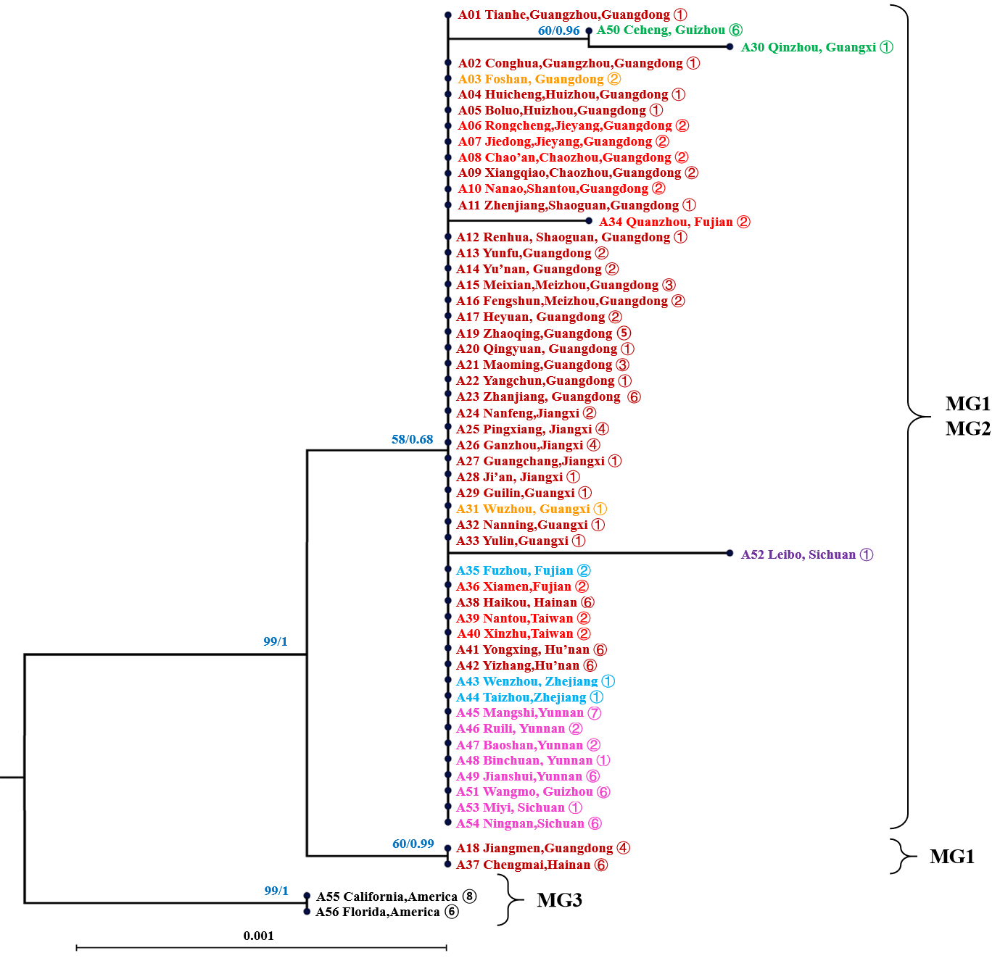 A01 Tianhe,Guangzhou,Guangdong ①
60/0.96
A50 Ceheng, Guizhou ⑥
A30 Qinzhou, Guangxi ①
A02 Conghua,Guangzhou,Guangdong ①
A03 Foshan, Guangdong ②
A04 Huicheng,Huizhou,Guangdong ①
A05 Boluo,Huizhou,Guangdong ①
A06 Rongcheng,Jieyang,Guangdong ②
A07 Jiedong,Jieyang,Guangdong ②
A08 Chao’an,Chaozhou,Guangdong ②
A09 Xiangqiao,Chaozhou,Guangdong ②
A10 Nanao,Shantou,Guangdong ②
A11 Zhenjiang,Shaoguan,Guangdong ①
A34 Quanzhou, Fujian ②
A12 Renhua, Shaoguan, Guangdong ①
A13 Yunfu,Guangdong ②
A14 Yu’nan, Guangdong ②
A15 Meixian,Meizhou,Guangdong ③
A16 Fengshun,Meizhou,Guangdong ②
A17 Heyuan, Guangdong ②
A19 Zhaoqing,Guangdong ⑤
A20 Qingyuan, Guangdong ①
A21 Maoming,Guangdong ③
A22 Yangchun,Guangdong ①
A23 Zhanjiang, Guangdong ⑥
MG1
A24 Nanfeng,Jiangxi ②
A25 Pingxiang, Jiangxi ④
MG2
58/0.68
A26 Ganzhou,Jiangxi ④
A27 Guangchang,Jiangxi ①
A28 Ji’an, Jiangxi ①
A29 Guilin,Guangxi ①
A31 Wuzhou, Guangxi ①
A32 Nanning,Guangxi ①
A33 Yulin,Guangxi ①
A52 Leibo, Sichuan ①
A35 Fuzhou, Fujian ②
A36 Xiamen,Fujian ②
A38 Haikou, Hainan ⑥
A39 Nantou,Taiwan ②
A40 Xinzhu,Taiwan ②
99/1
A41 Yongxing, Hu’nan ⑥
A42 Yizhang,Hu’nan ⑥
A43 Wenzhou, Zhejiang ①
A44 Taizhou,Zhejiang ①
A45 Mangshi,Yunnan ⑦
A46 Ruili, Yunnan ②
A47 Baoshan,Yunnan ②
A48 Binchuan, Yunnan ①
A49 Jianshui,Yunnan ⑥
A51 Wangmo, Guizhou ⑥
A53 Miyi, Sichuan ①
A54 Ningnan,Sichuan ⑥
60/0.99
A18 Jiangmen,Guangdong ④
MG1
A37 Chengmai,Hainan ⑥
99/1
A55 California,America ⑧
MG3
A56 Florida,America ⑥
0.001